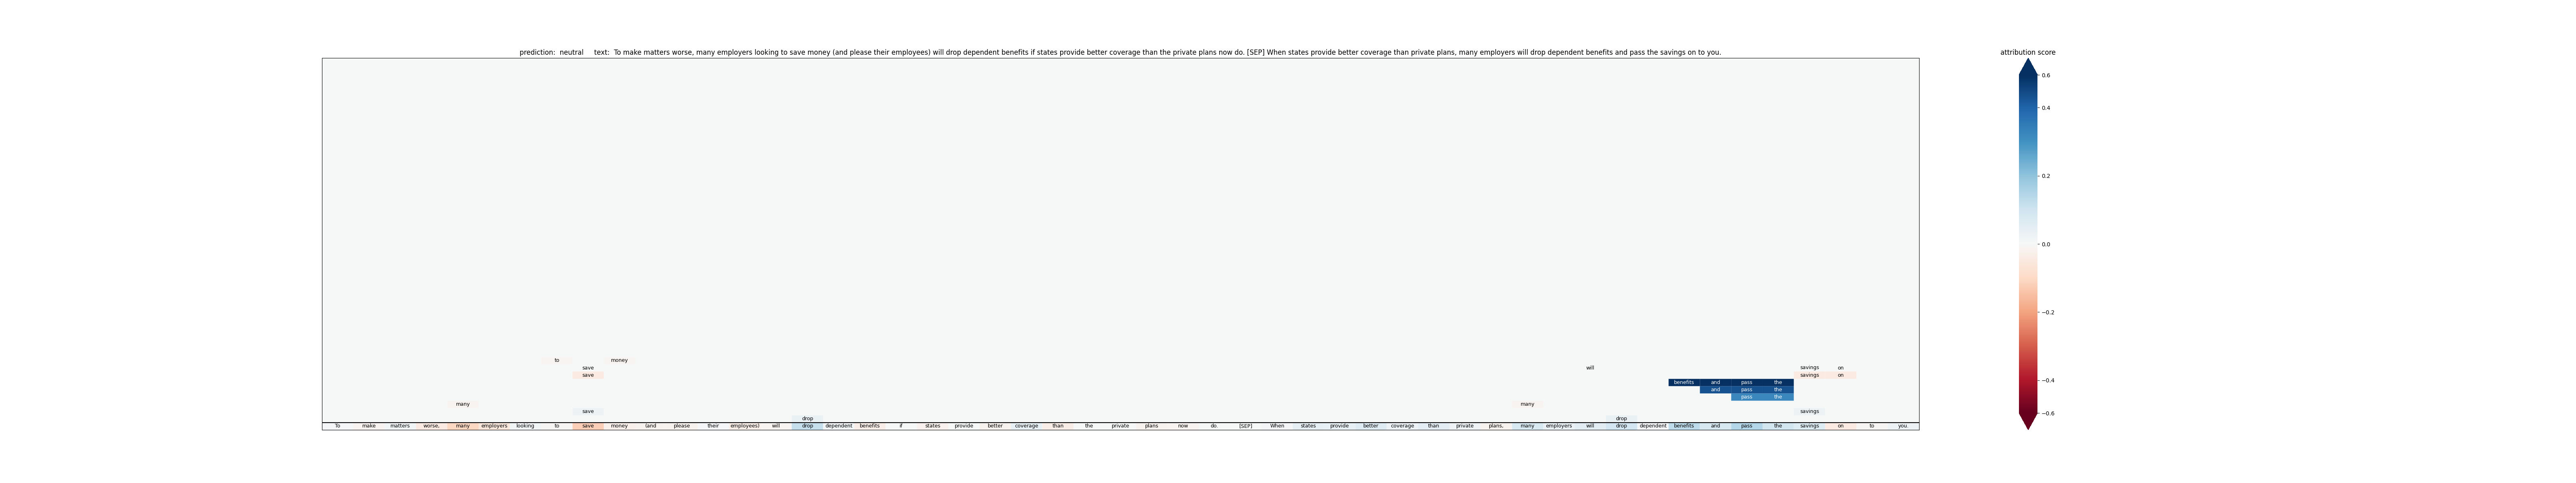 prediction:  neutral     text:  To make matters worse, many employers looking to save money (and please their employees) will drop dependent benefits if states provide better coverage than the private plans now do. [SEP] When states provide better coverage than private plans, many employers will drop dependent benefits and pass the savings on to you.
attribution score
0.6
0.4
0.2
0.0
−0.2
−0.4
−0.6
to money
save will savings on
save savings on
benefits and pass the
and pass the
pass the
many many
save savings
drop drop
To make matters worse, many employers looking to save money (and please their employees) will drop dependent benefits if states provide better coverage than the private plans now do. [SEP] When states provide better coverage than private plans, many employers will drop dependent benefits and pass the savings on to you.